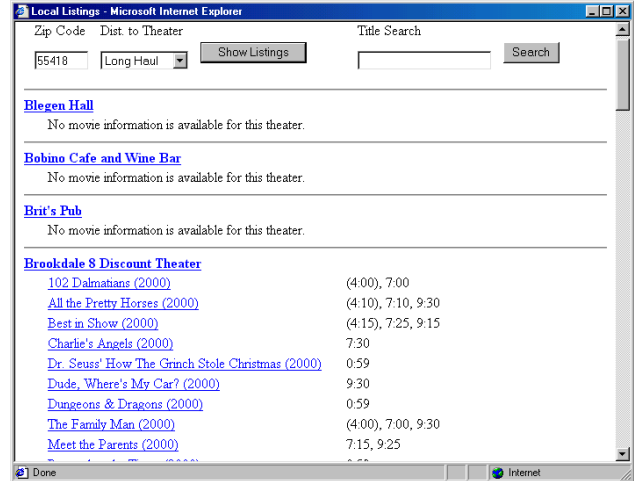 Local Listings - Microsoft Internet Explorer
Zip Code Dist. to Theater Title Search
55418 Long Haul Show Listings Search
Blegen Hall
No movie information is available for this theater.
Bobino Cafe and Wine Bar
No movie information is available for this theater.
Brit's Pub
No movie information is available for this theater.
Brookdale 8 Discount Theater
102 Dalmatians (2000) (4:00), 7:00
All the Pretty Horses (2000) (4:10), 7:10, 9:30
Best in Show (2000) (4:15), 7:25, 9:15
Charlie's Angels (2000) 7:30
Dr. Seuss' How The Grinch Stole Christmas (2000) 0:59
Dude, Where's My Car? (2000) 9:30
Dungeons & Dragons (2000) 0:59
The Family Man (2000) (4:00), 7:00, 9:30
Meet the Parents (2000) 7:15, 9:25
Done Internet